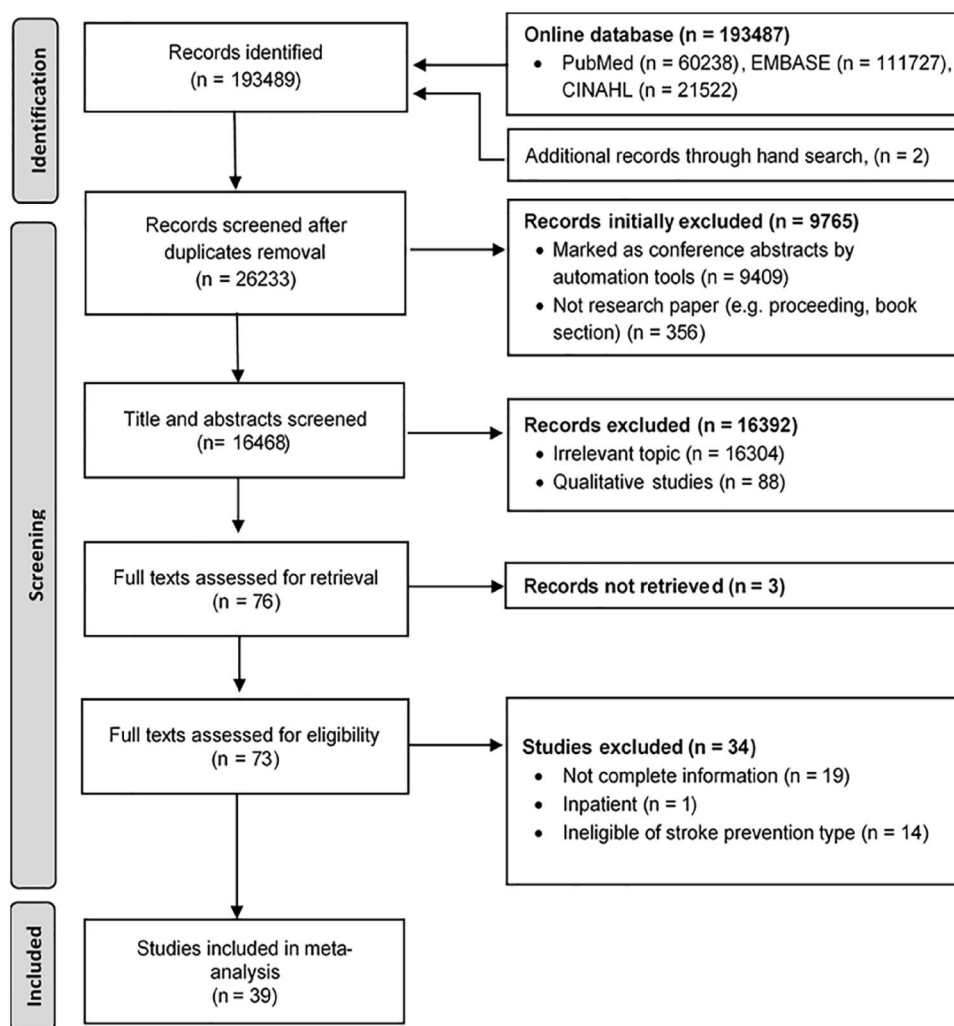 Identification
Records identified
(n = 193489)
Online database (n = 193487)
• PubMed (n = 60238), EMBASE (n = 111727),
CINAHL (n = 21522)
Additional records through hand search, (n = 2)
Screening
Records screened after
duplicates removal
(n = 26233)
Records initially excluded (n = 9765)
• Marked as conference abstracts by
automation tools (n = 9409)
• Not research paper (e.g. proceeding, book
section) (n = 356)
Title and abstracts screened
(n= 16468)
Records excluded (n = 16392)
• Irrelevant topic (n = 16304)
• Qualitative studies (n = 88)
Full texts assessed for retrieval
(n = 76)
Records not retrieved (n = 3)
Full texts assessed for eligibility
(n = 73)
Studies excluded (n = 34)
• Not complete information (n = 19)
• Inpatient (n = 1)
• Ineligible of stroke prevention type (n = 14)
Included
Studies included in meta-
analysis
(n = 39)